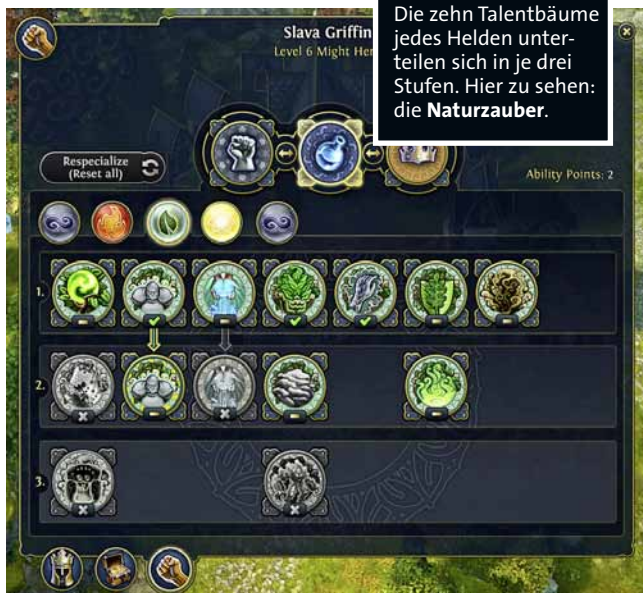 Die zehn Talentbäume
jedes Helden unter-
teilen sich in je drei
Stufen. Hier zu sehen:
die Naturzauber.
Slava Griffin
Level 6 Might
Respecialize
(Reset all)
Ability Points: 2
1.
2.
3.